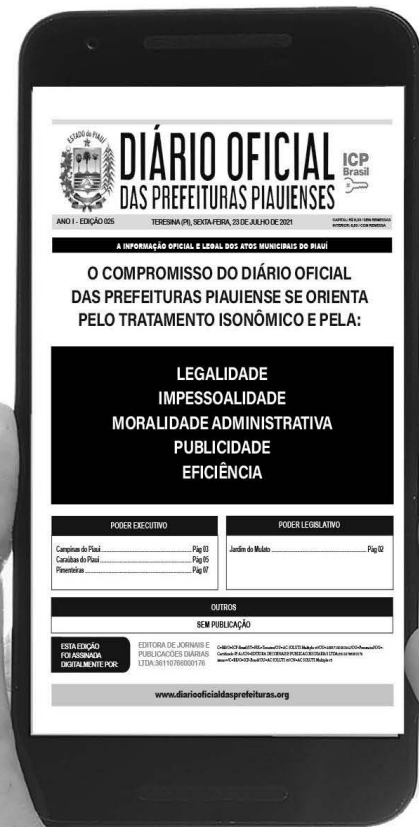 ESTADO do PIAUÍ
DIÁRIO OFICIAL
DAS PREFEITURAS PIAUIENSES
ICP
Brasil
ANO I - EDIÇÃO 025
TERESINA (PI), SEXTA-FEIRA, 23 DE JULHO DE 2021
A INFORMAÇÃO OFICIAL E LEGAL DOS ATOS MUNICIPAIS DO PIAUÍ
O COMPROMISSO DO DIÁRIO OFICIAL
DAS PREFEITURAS PIAUIENSE SE ORIENTA
PELO TRATAMENTO ISONÔMICO E PELA:
LEGALIDADE
IMPESSOALIDADE
MORALIDADE ADMINISTRATIVA
PUBLICIDADE
EFICIÊNCIA
PODER EXECUTIVO
Campinas do Piauí Pág 03
Caraúbas do Piauí Pág 05
Pimenteiras Pág 07
PODER LEGISLATIVO
Jardim do Mulato Pág 02
OUTROS
SEM PUBLICAÇÃO
ESTA EDIÇÃO
FOI ASSINADA
DIGITALMENTE POR:
EDITORA DE JORNAIS E
PUBLICACOES DIARIAS
LTDA:36110766000176
www.diariooficialdasprefeituras.org